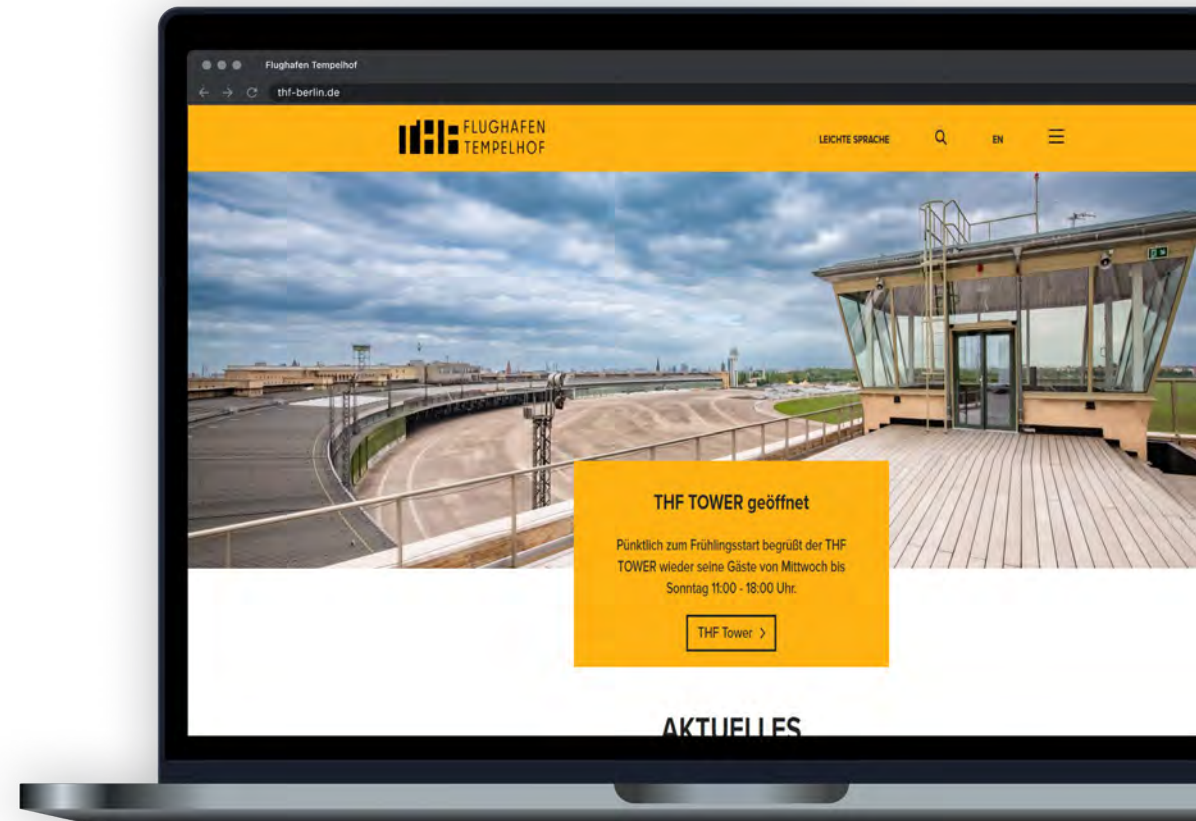 Flughafen Tempelhof
thf-berlin.de
FLUGHAFEN
TEMPELHOF
LEICHTE SPRACHE
EN
THF TOWER geöffnet
Pünktlich zum Frühlingsstart begrüßt der THF
TOWER wieder seine Gäste von Mittwoch bis
Sonntag 11:00 - 18:00 Uhr.
THF Tower
AKTUELLES